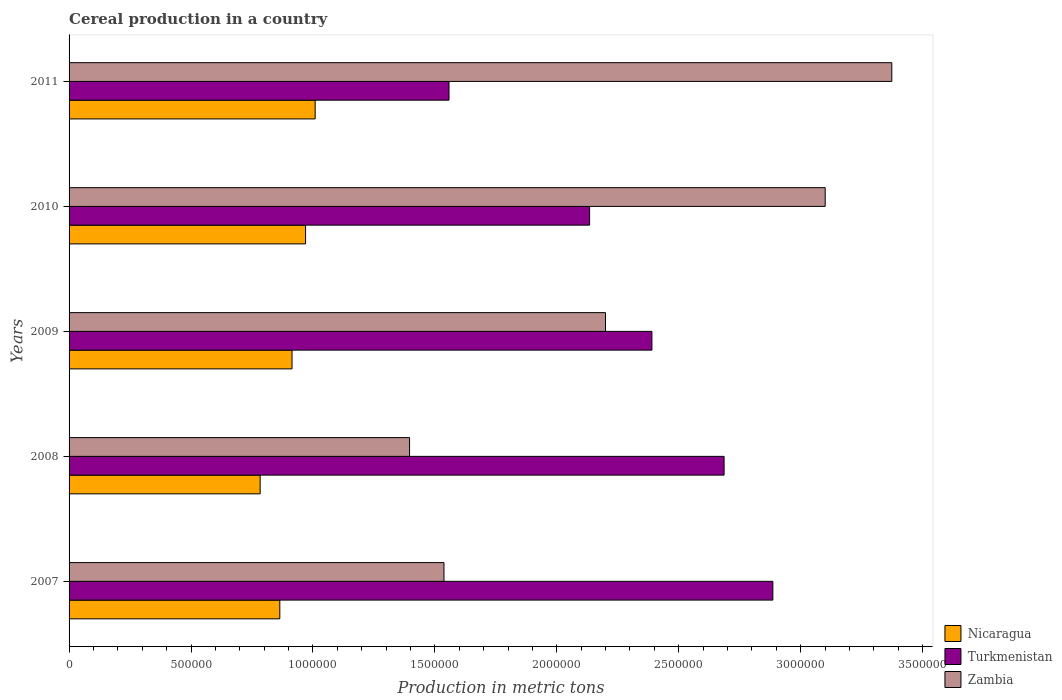 Cereal production in a country
Years
2011
2010
2009
2008
2007
0
500000
1000000
1500000
2000000
2500000
3000000
3500000
Production in metric tons
Nicaragua
Turkmenistan
Zambia